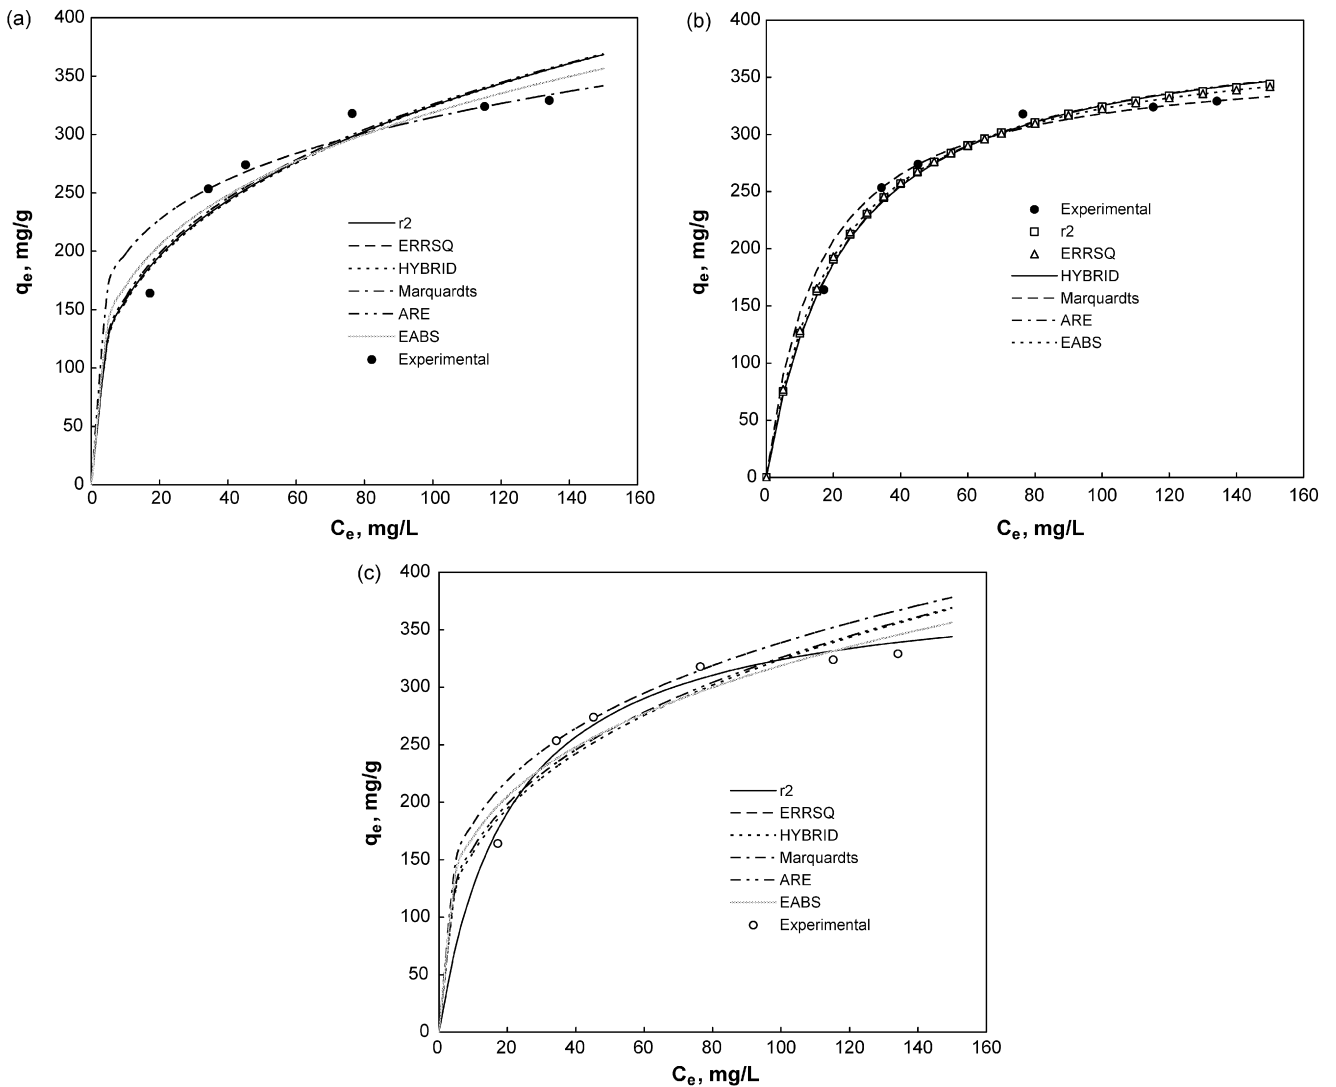 (a)
400
350
300
250
200
150
100
50
0
qe, mg/g
0 20 40 60 80 100 120 140 160
Ce, mg/L
r2
ERRSQ
HYBRID
Marquardts
ARE
EABS
Experimental
(b)
400
350
300
250
200
150
100
50
0
qe, mg/g
0 20 40 60 80 100 120 140 160
Ce, mg/L
Experimental
r2
ERRSQ
HYBRID
Marquardts
ARE
EABS
(c)
400
350
300
250
200
150
100
50
0
qe, mg/g
0 20 40 60 80 100 120 140 160
Ce, mg/L
r2
ERRSQ
HYBRID
Marquardts
ARE
EABS
Experimental